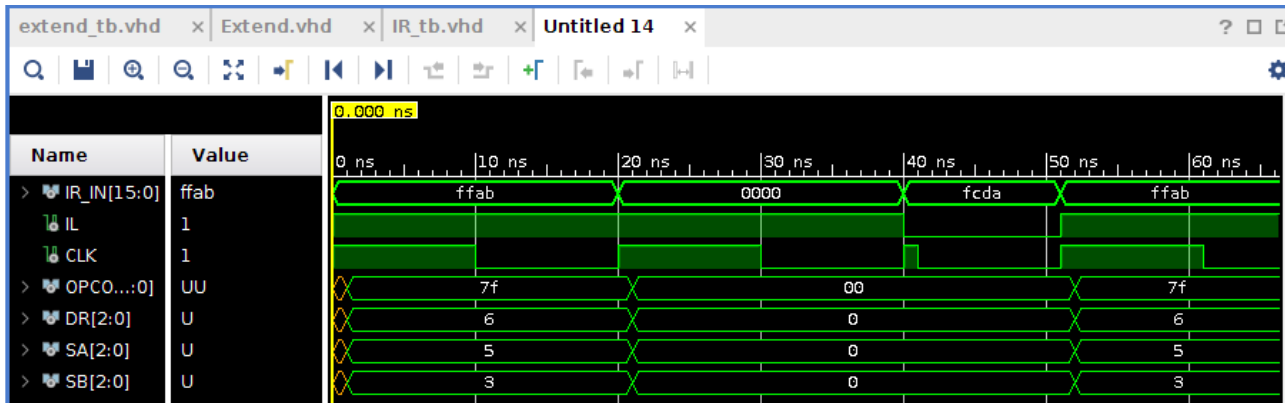 extend_tb.vhd × Extend.vhd × IR_tb.vhd × Untitled 14 × ?
0.000 ns
Name Value 0 ns 10 ns 20 ns 30 ns 40 ns 50 ns 60 ns
IR_IN[15:0] ffab ffab 0000 fcda ffab
IL 1
CLK 1
OPCO...:0] UU 7f 00 7f
DR[2:0] U 6 0 6
SA[2:0] U 5 0 5
SB[2:0] U 3 0 3